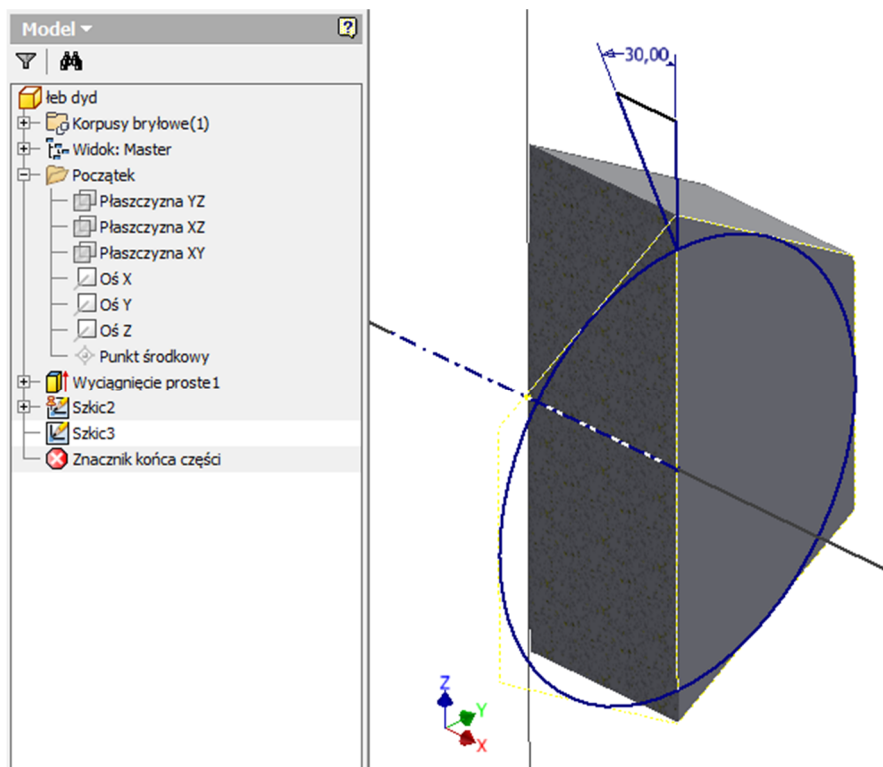 Model
?
łeb dyd
Korpusy bryłowe(1)
Widok: Master
Początek
Płaszczyzna YZ
Płaszczyzna XZ
Płaszczyzna XY
Oś X
Oś Y
Oś Z
Punkt środkowy
Wyciągnięcie proste1
Szkic2
Szkic3
Znacznik końca części
30,00
Z
Y
X